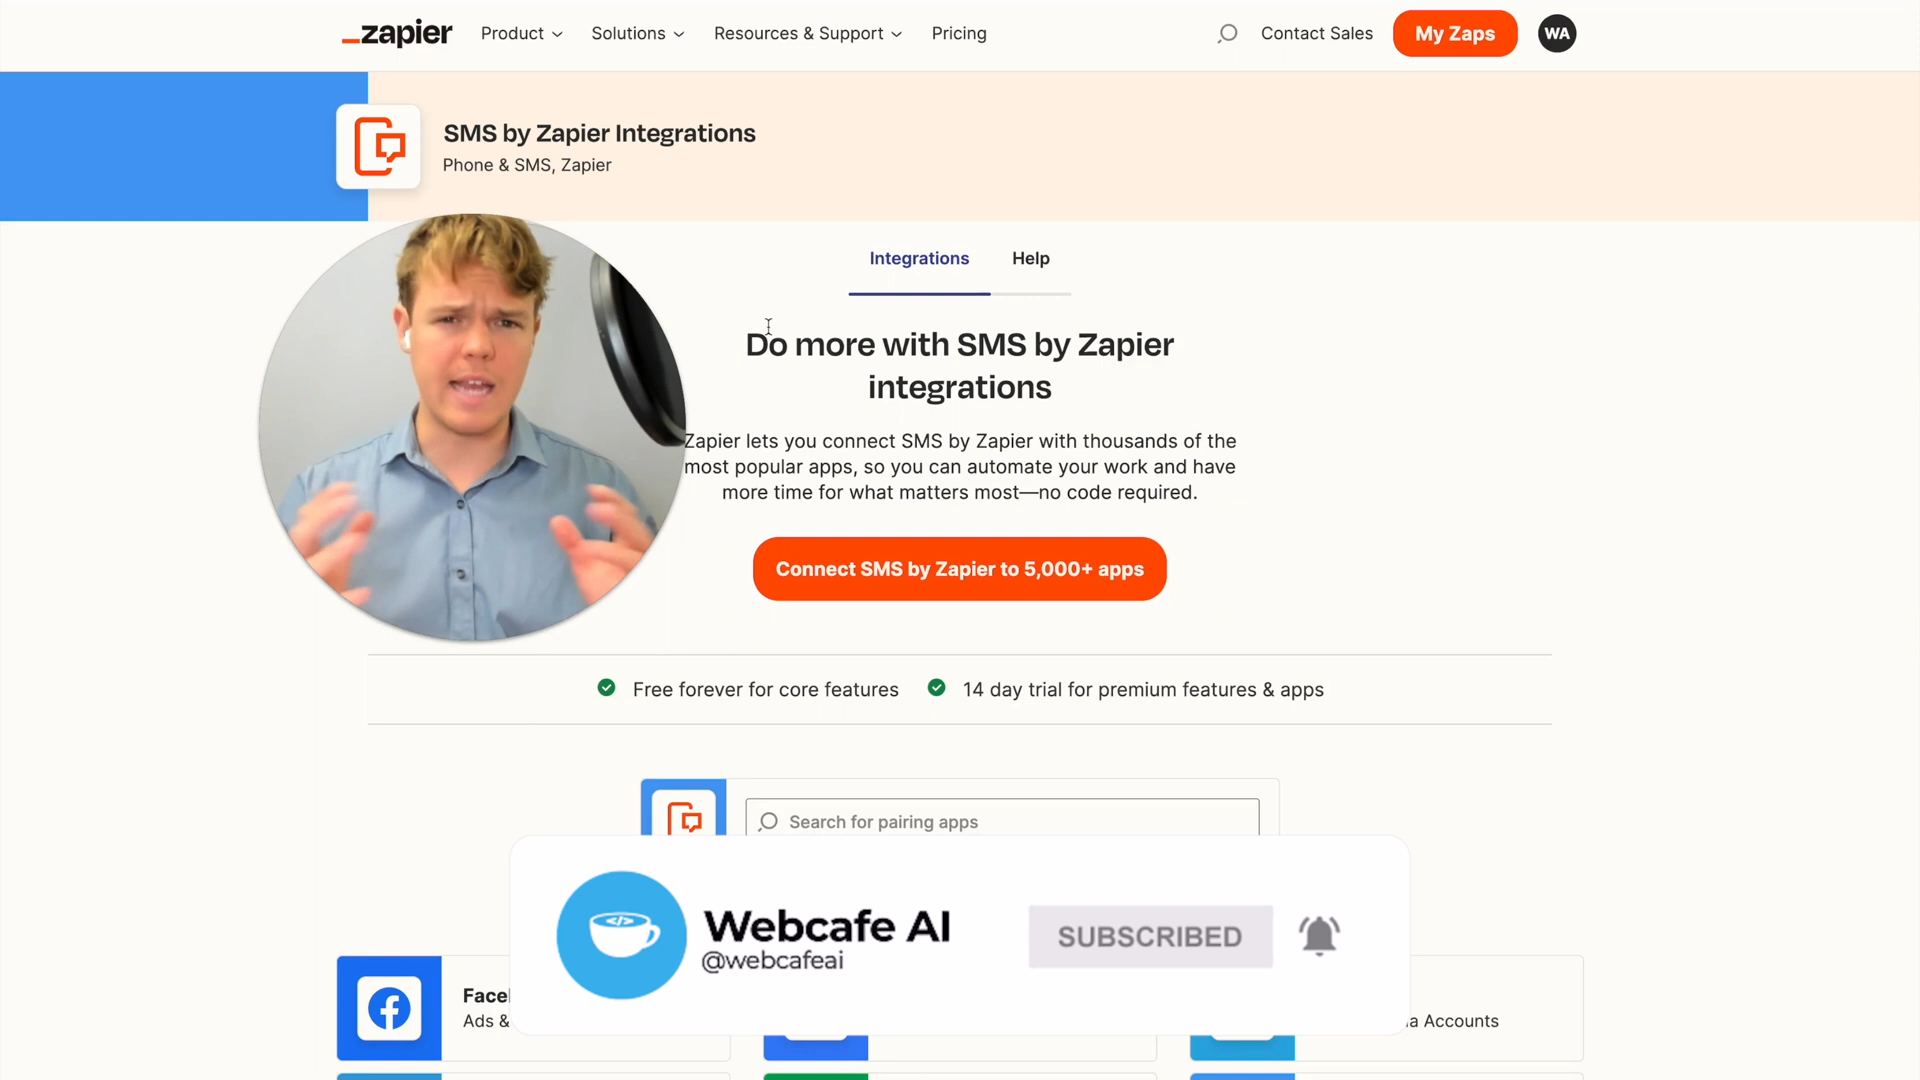 zapier
Product
Solutions
Resources & Support
Pricing
Contact Sales
My Zaps
WA
SMS by Zapier Integrations
Phone & SMS, Zapier
Integrations
Help
Do more with SMS by Zapier
integrations
Zapier lets you connect SMS by Zapier with thousands of the
most popular apps, so you can automate your work and have
more time for what matters most—no code required.
Connect SMS by Zapier to 5,000+ apps
Free forever for core features
14 day trial for premium features & apps
Search for pairing apps
Webcafe AI
@webcafeai
SUBSCRIBED
Ads &
Accounts